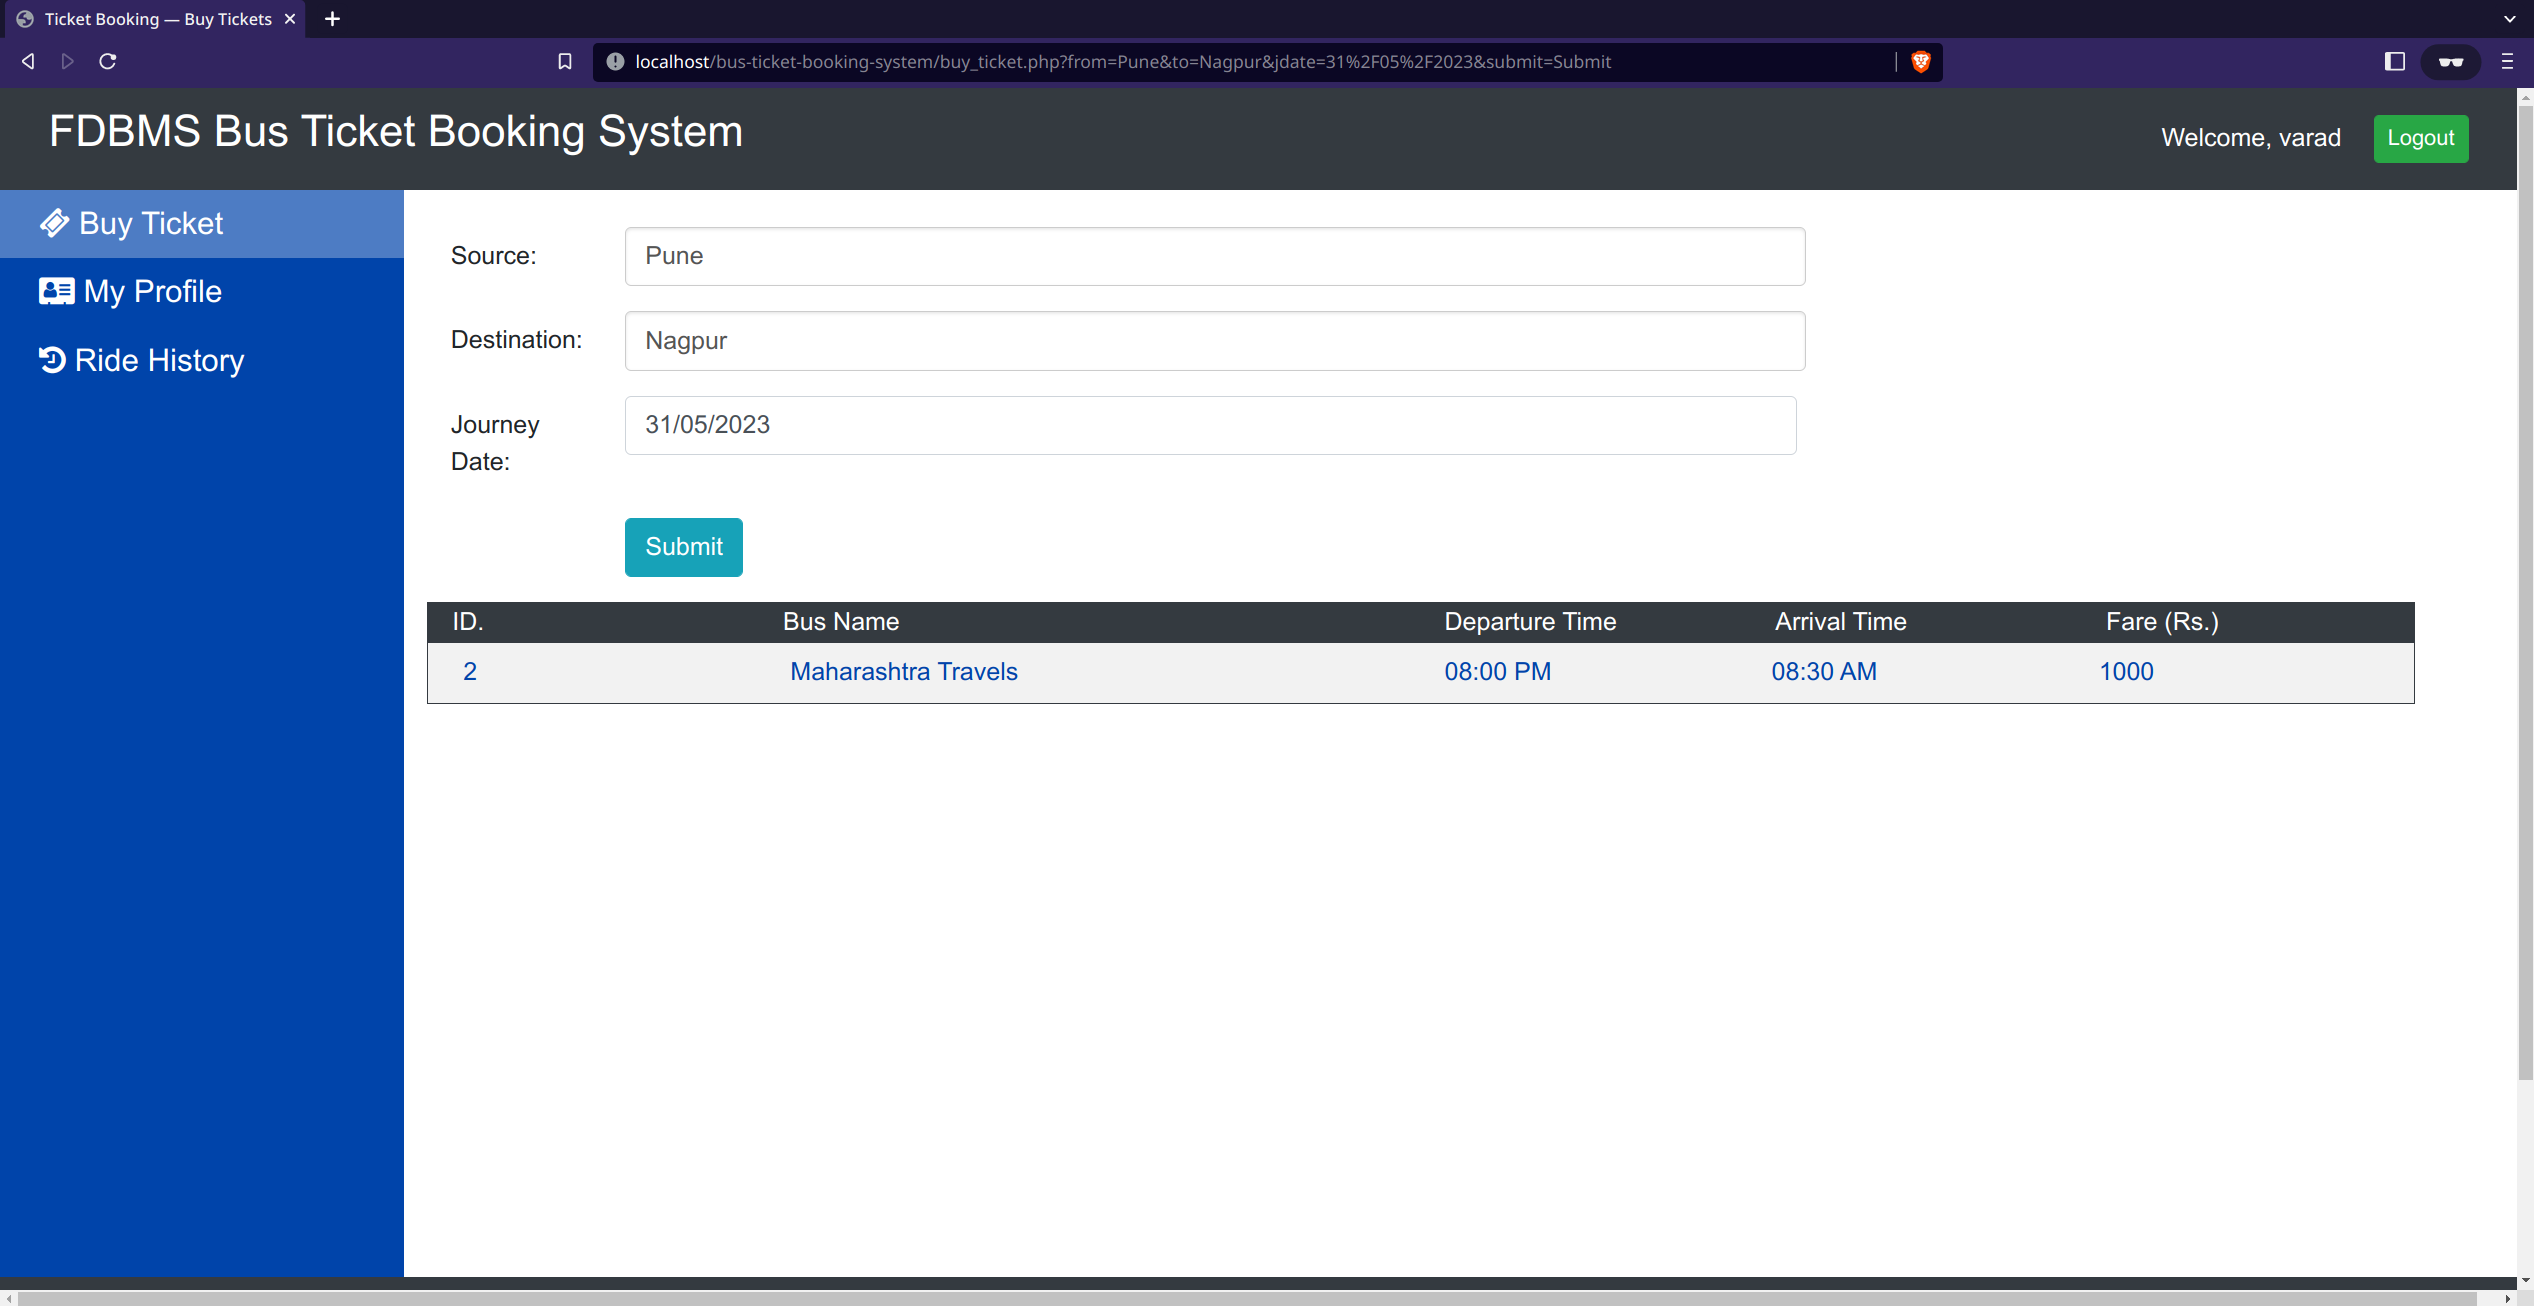 Ticket Booking — Buy Tickets
localhost/bus-ticket-booking-system/buy_ticket.php?from=Pune&to=Nagpur&jdate=31%2F05%2F2023&submit=Submit
FDBMS Bus Ticket Booking System
Welcome, varad
Logout
Buy Ticket
My Profile
Ride History
Source:
Pune
Destination:
Nagpur
Journey
Date:
31/05/2023
Submit
ID. Bus Name Departure Time Arrival Time Fare (Rs.)
2 Maharashtra Travels 08:00 PM 08:30 AM 1000